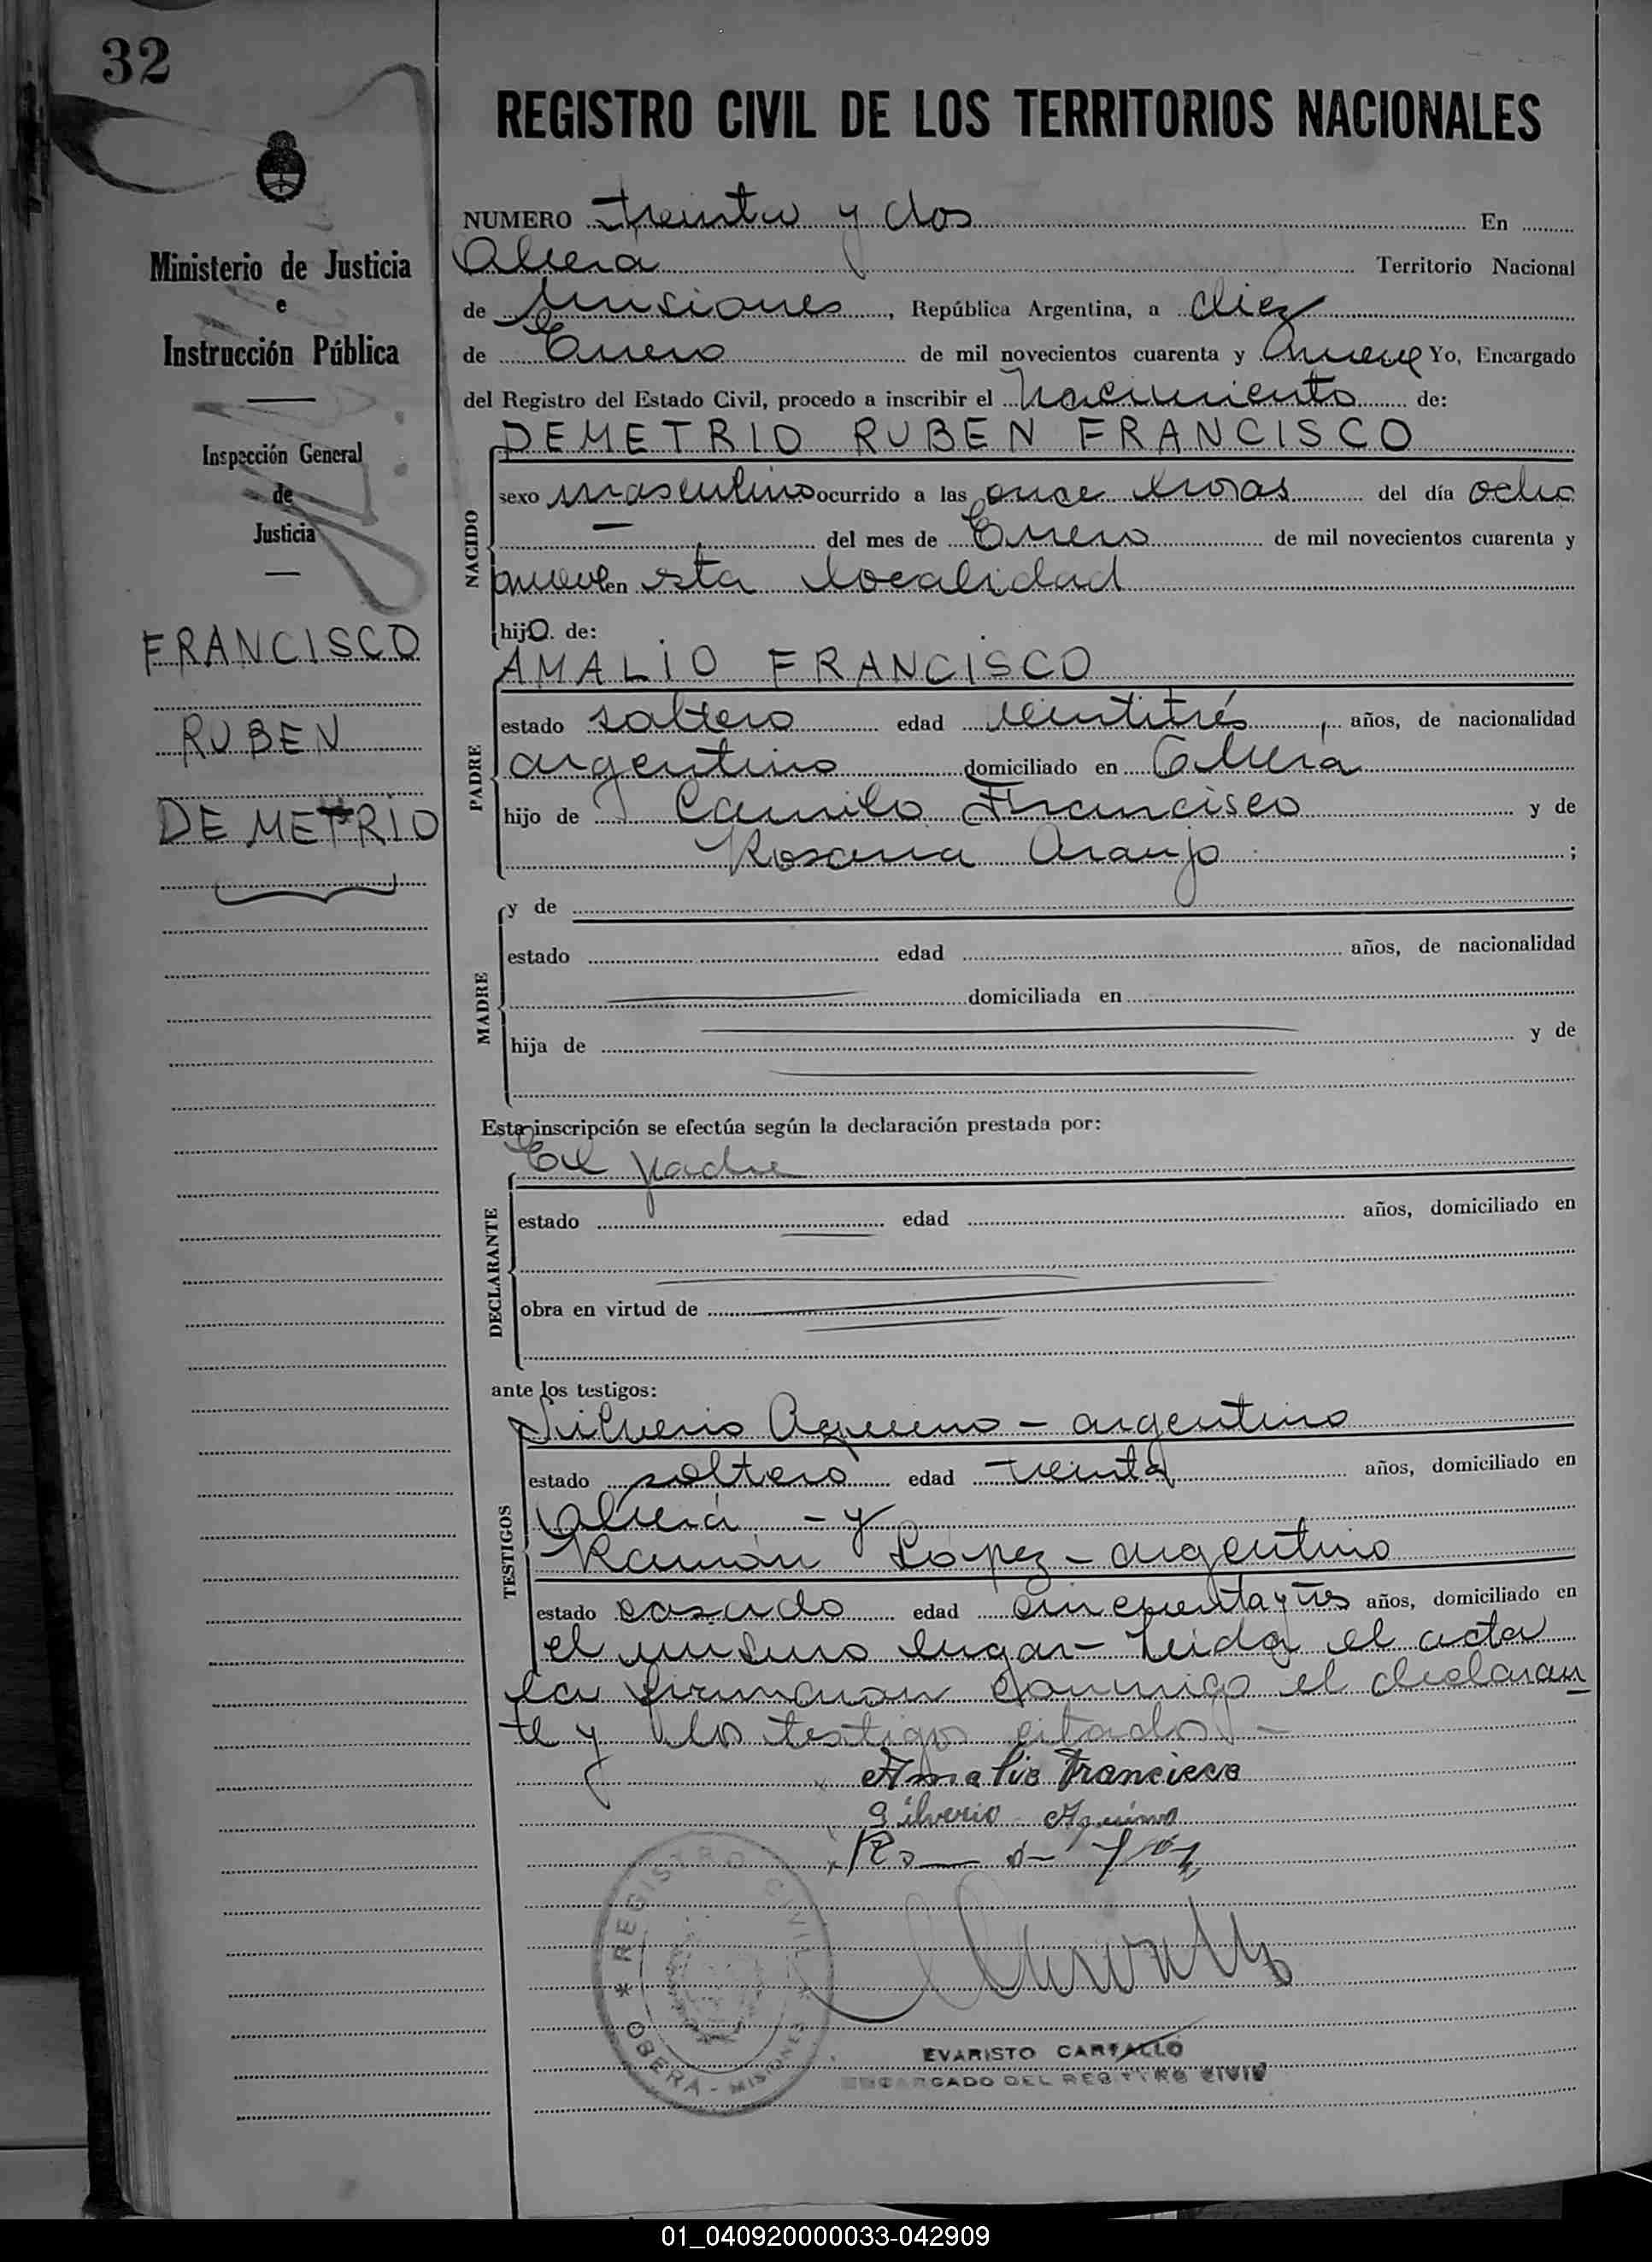 32
REGISTRO CIVIL DE LOS TERRITORIOS NACIONALES
Ministerio de Justicia
e
Instrucción Pública
Inspección General
de
Justicia
FRANCISCO
RUBEN
DEMETRIO
NUMERO treinta y dos En
Oberá Territorio Nacional
de Misiones, República Argentina, a diez
de Enero de mil novecientos cuarenta y nueve Yo, Encargado
del Registro del Estado Civil, procedo a inscribir el nacimiento de:
NACIDO
DEMETRIO RUBEN FRANCISCO
sexo masculino ocurrido a las once horas del día ocho
del mes de Enero de mil novecientos cuarenta y
nueve en esta localidad
hijo de:
PADRE
AMALIO FRANCISCO
estado soltero edad veintitrés, años, de nacionalidad
argentino domiciliado en Oberá
hijo de Camilo Francisco y de
Rosaria Araujo ;
MADRE
y de
estado edad años, de nacionalidad
domiciliada en
hija de y de
Esta inscripción se efectúa según la declaración prestada por:
DECLARANTE
El padre
estado edad años, domiciliado en
obra en virtud de
ante los testigos:
TESTIGOS
Silverio Aquino - argentino
estado soltero edad treinta años, domiciliado en
Oberá - y
Ramón López - argentino
estado casado edad cincuenta y tres años, domiciliado en
el mismo lugar - Leida el acta
la firmaron conmigo el declaran
te y los testigos citados -
Amalio Francisco
Silverio Aquino
REGISTRO CIVIL
OBERA - MISIONES
EVARISTO CARVALLO
ENCARGADO DEL REGISTRO CIVIL
01_040920000033-042909